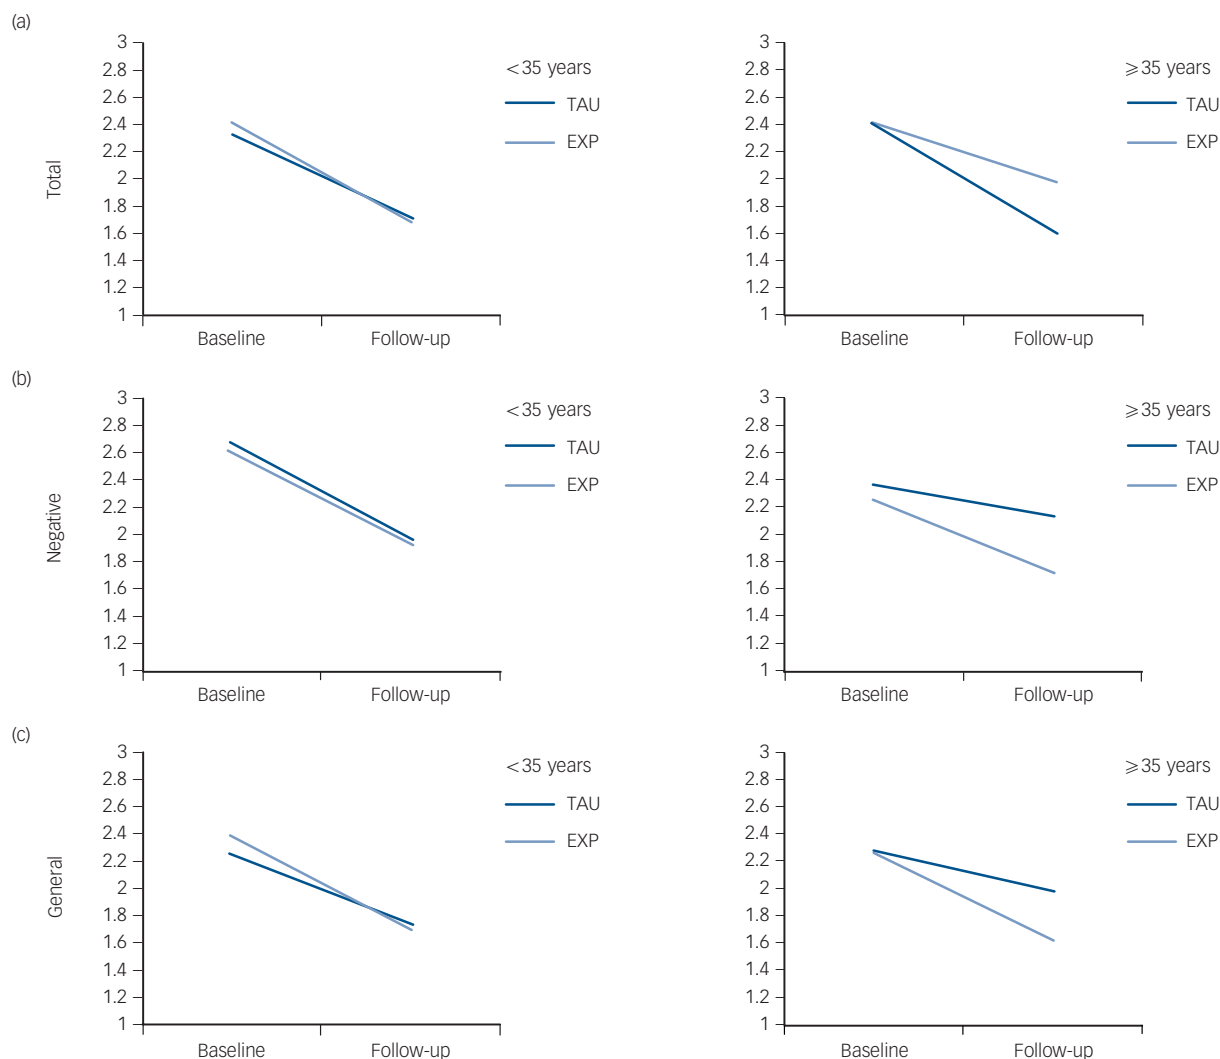 (a)
Total
3
2.8
2.6
2.4
2.2
2
1.8
1.6
1.4
1.2
1
Baseline
Follow-up
<35 years
TAU
EXP
3
2.8
2.6
2.4
2.2
2
1.8
1.6
1.4
1.2
1
Baseline
Follow-up
⩾35 years
TAU
EXP
(b)
Negative
3
2.8
2.6
2.4
2.2
2
1.8
1.6
1.4
1.2
1
Baseline
Follow-up
<35 years
TAU
EXP
3
2.8
2.6
2.4
2.2
2
1.8
1.6
1.4
1.2
1
Baseline
Follow-up
⩾35 years
TAU
EXP
(c)
General
3
2.8
2.6
2.4
2.2
2
1.8
1.6
1.4
1.2
1
Baseline
Follow-up
<35 years
TAU
EXP
3
2.8
2.6
2.4
2.2
2
1.8
1.6
1.4
1.2
1
Baseline
Follow-up
⩾35 years
TAU
EXP